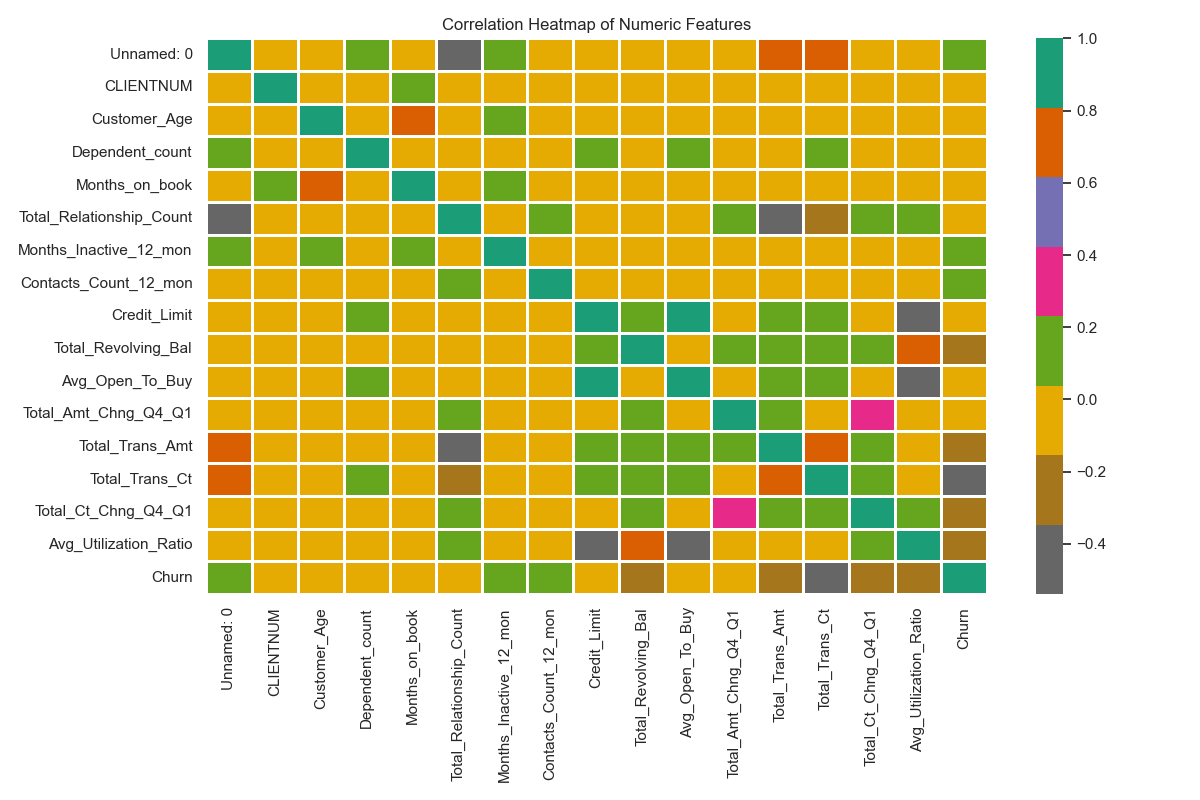 Correlation Heatmap of Numeric Features
Unnamed: 0
CLIENTNUM
Customer_Age
Dependent_count
Months_on_book
Total_Relationship_Count
Months_Inactive_12_mon
Contacts_Count_12_mon
Credit_Limit
Total_Revolving_Bal
Avg_Open_To_Buy
Total_Amt_Chng_Q4_Q1
Total_Trans_Amt
Total_Trans_Ct
Total_Ct_Chng_Q4_Q1
Avg_Utilization_Ratio
Churn
Unnamed: 0
CLIENTNUM
Customer_Age
Dependent_count
Months_on_book
Total_Relationship_Count
Months_Inactive_12_mon
Contacts_Count_12_mon
Credit_Limit
Total_Revolving_Bal
Avg_Open_To_Buy
Total_Amt_Chng_Q4_Q1
Total_Trans_Amt
Total_Trans_Ct
Total_Ct_Chng_Q4_Q1
Avg_Utilization_Ratio
Churn
1.0
0.8
0.6
0.4
0.2
0.0
−0.2
−0.4